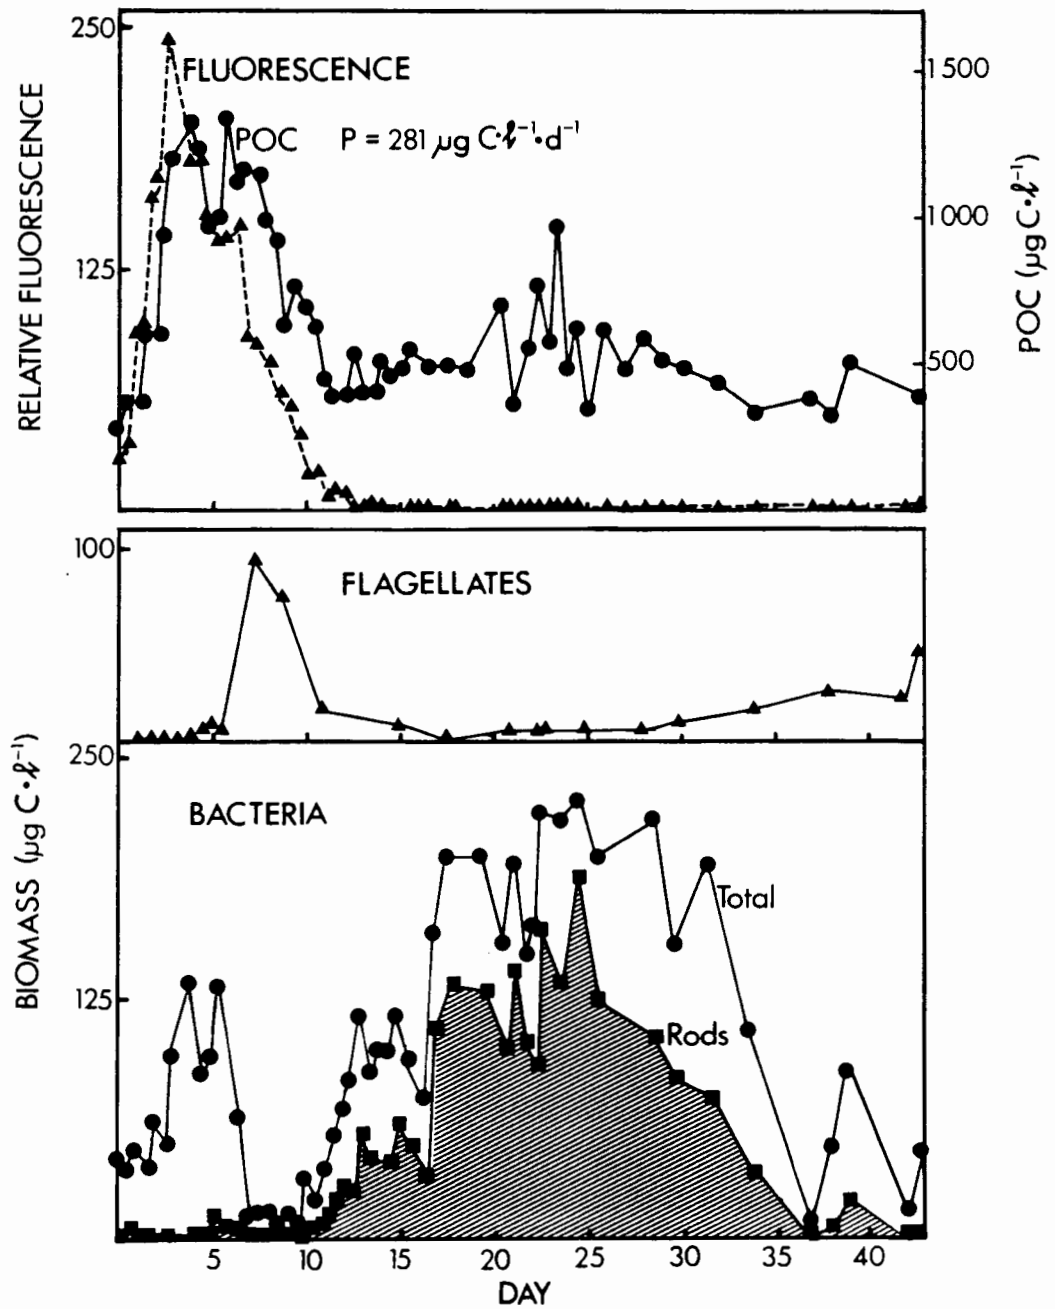 250
FLUORESCENCE
1500
POC P = 281 µg C·ℓ⁻¹·d⁻¹
RELATIVE FLUORESCENCE
1000
POC (µg C·ℓ⁻¹)
125
500
100
FLAGELLATES
250
BACTERIA
BIOMASS (µg C·ℓ⁻¹)
Total
125
Rods
5 10 15 20 25 30 35 40
DAY